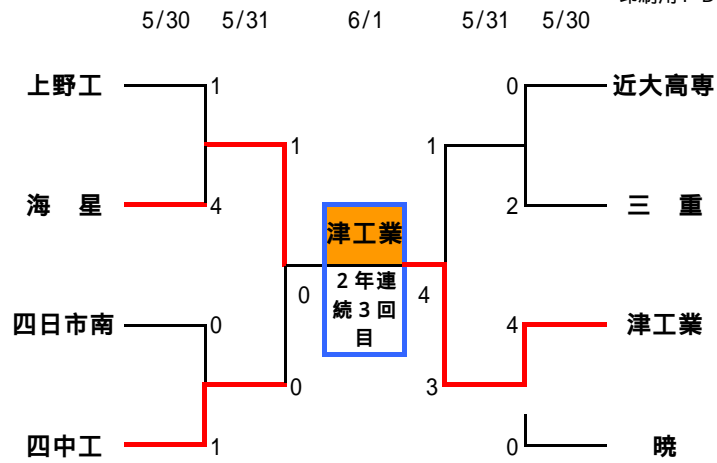 5/30 5/31 6/1 5/31 5/30
上野工 1 0 近大高専
1 1
海 星 4 2 三 重
津工業
2年連
続3回
目
0 4
四日市南 0 4 津工業
0 3
四中工 1 0 暁